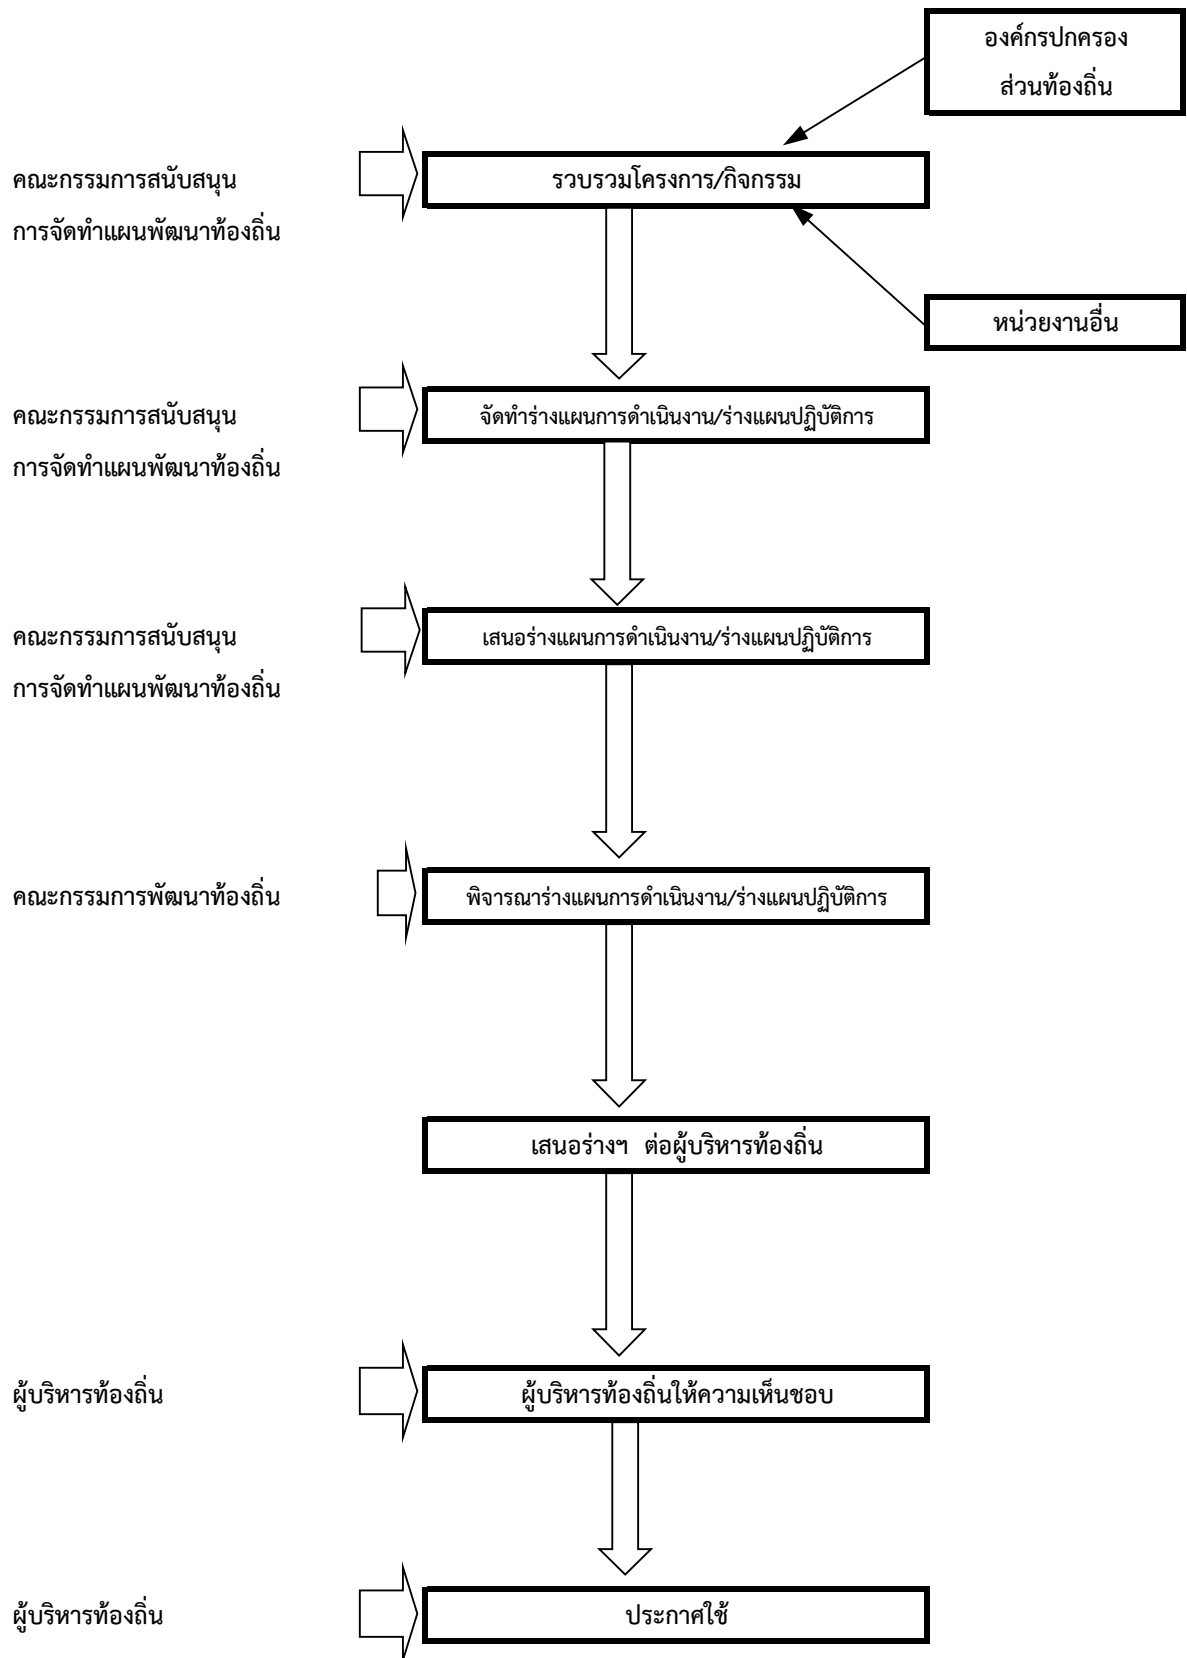 องค์กรปกครอง
ส่วนท้องถิ่น
คณะกรรมการสนับสนุน
การจัดทำแผนพัฒนาท้องถิ่น
รวบรวมโครงการ/กิจกรรม
หน่วยงานอื่น
คณะกรรมการสนับสนุน
การจัดทำแผนพัฒนาท้องถิ่น
จัดทำร่างแผนการดำเนินงาน/ร่างแผนปฏิบัติการ
คณะกรรมการสนับสนุน
การจัดทำแผนพัฒนาท้องถิ่น
เสนอร่างแผนการดำเนินงาน/ร่างแผนปฏิบัติการ
คณะกรรมการพัฒนาท้องถิ่น
พิจารณาร่างแผนการดำเนินงาน/ร่างแผนปฏิบัติการ
เสนอร่างฯ ต่อผู้บริหารท้องถิ่น
ผู้บริหารท้องถิ่น
ผู้บริหารท้องถิ่นให้ความเห็นชอบ
ผู้บริหารท้องถิ่น
ประกาศใช้